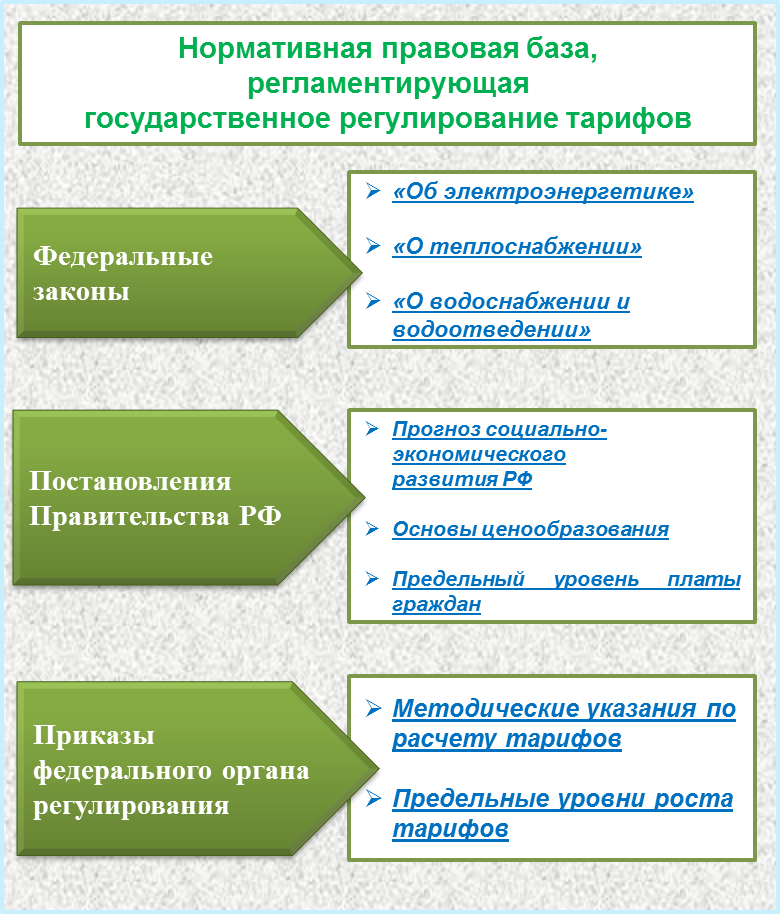 Нормативная правовая база,
регламентирующая
государственное регулирование тарифов
Федеральные
законы
«Об электроэнергетике»
«О теплоснабжении»
«О водоснабжении и
водоотведении»
Постановления
Правительства РФ
Прогноз социально-
экономического
развития РФ
Основы ценообразования
Предельный уровень платы
граждан
Приказы
федерального органа
регулирования
Методические указания по
расчету тарифов
Предельные уровни роста
тарифов